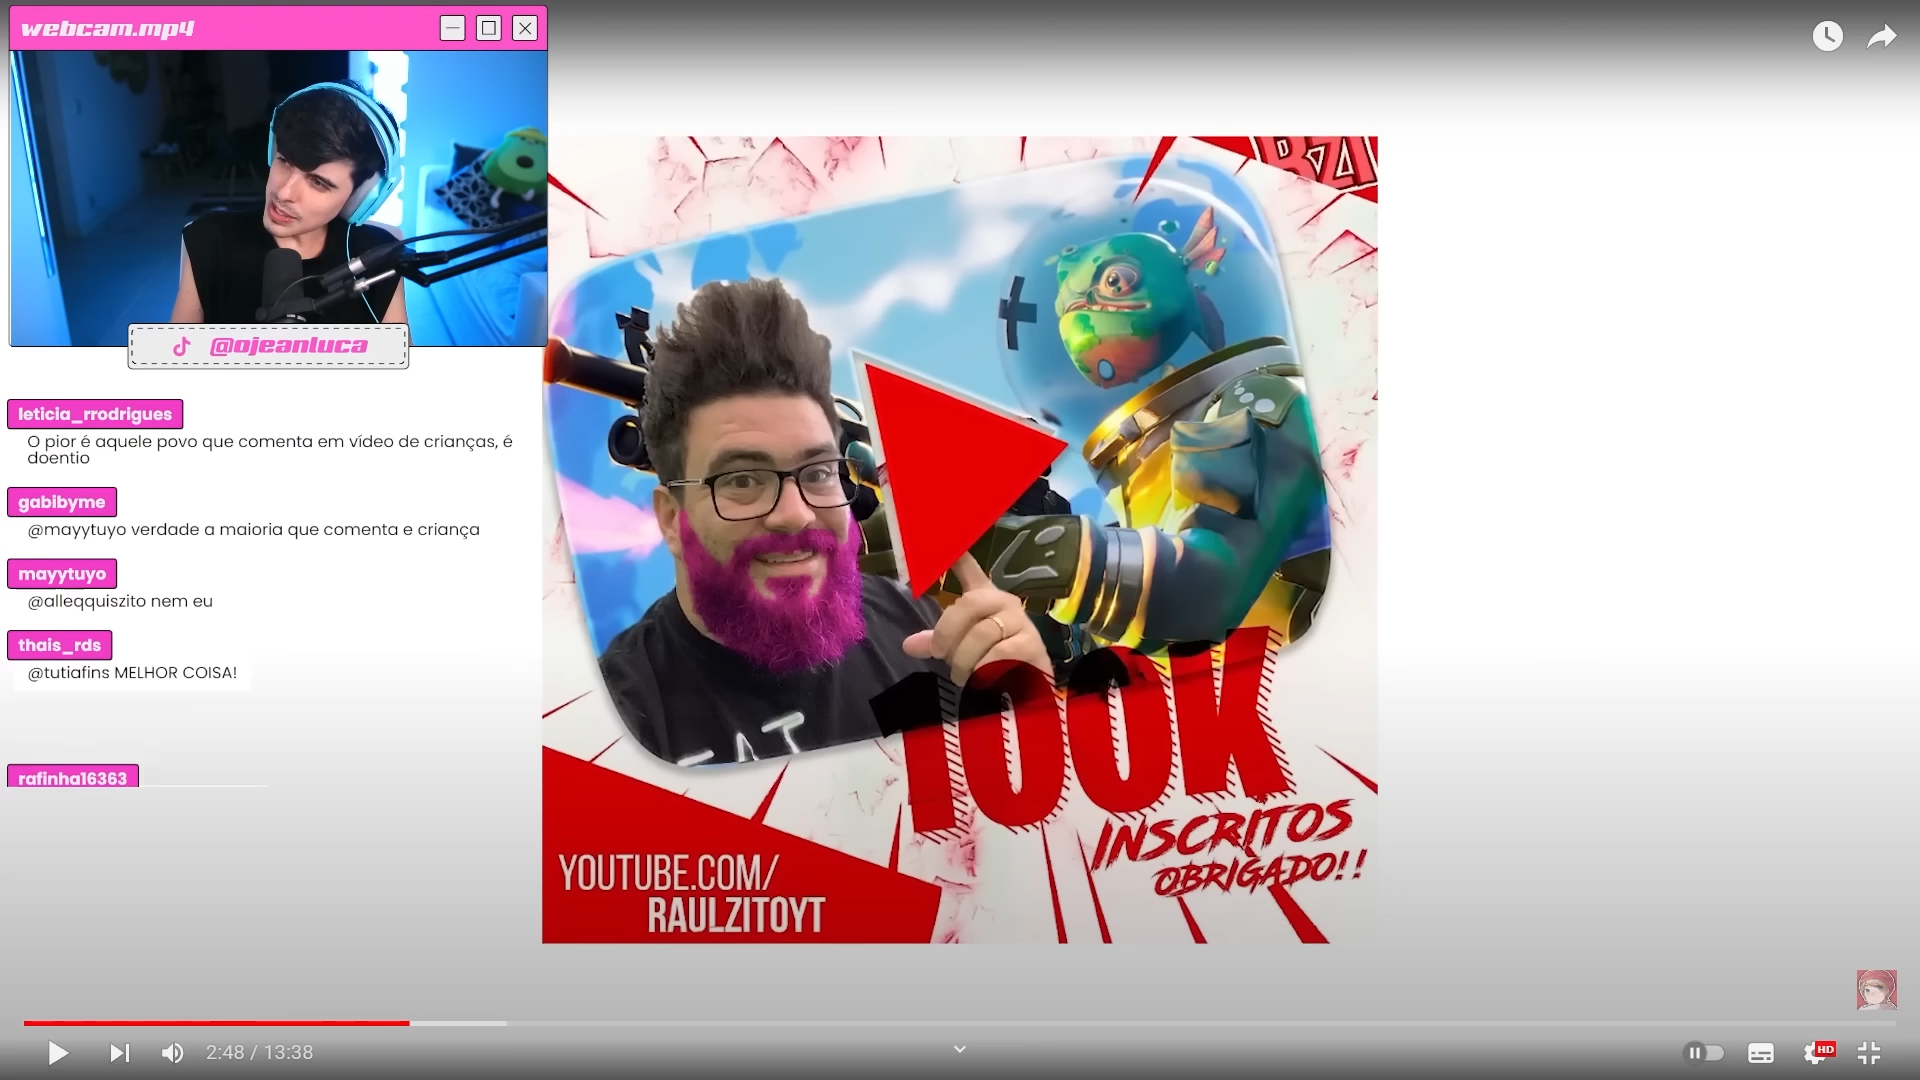 webcam.mp4
@ojeanluca
leticia_rrodrigues
O pior é aquele povo que comenta em vídeo de crianças, é
doentio
gabibyme
@mayytuyo verdade a maioria que comenta e criança
mayytuyo
@alleqquiszito nem eu
thais_rds
@tutiafins MELHOR COISA!
rafinha16363
RZT
100K
INSCRITOS
OBRIGADO!!
YOUTUBE.COM/
RAULZITOYT
2:48 / 13:38
HD